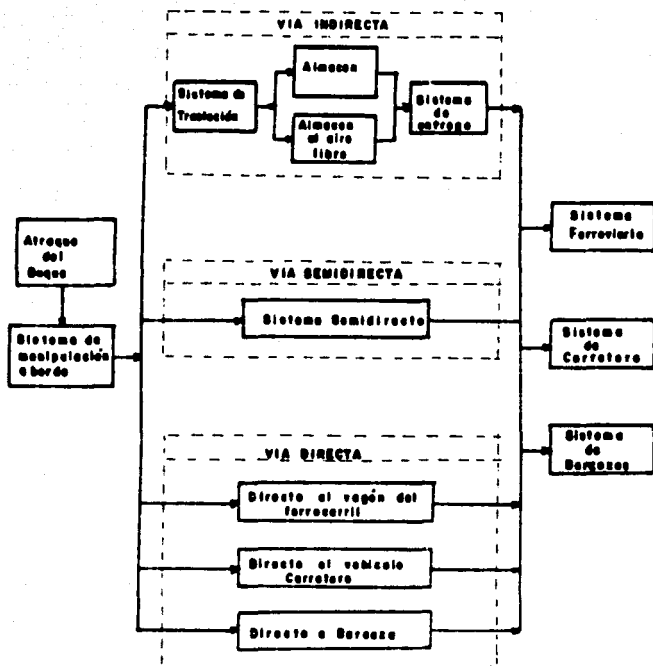 VIA INDIRECTA
Almacen
Sistema de
Traslación
Almacen
al aire
libre
Sistema
de
entrega
Atraque
del
Buque
Sistema de
manipulación
a bordo
VIA SEMIDIRECTA
Sistema Semidirecto
VIA DIRECTA
Directo al vagón del
ferrocarril
Directo al vehiculo
Carretero
Directo a Barcaza
Sistema
Ferroviario
Sistema
de
Carretera
Sistema
de
Barcazas